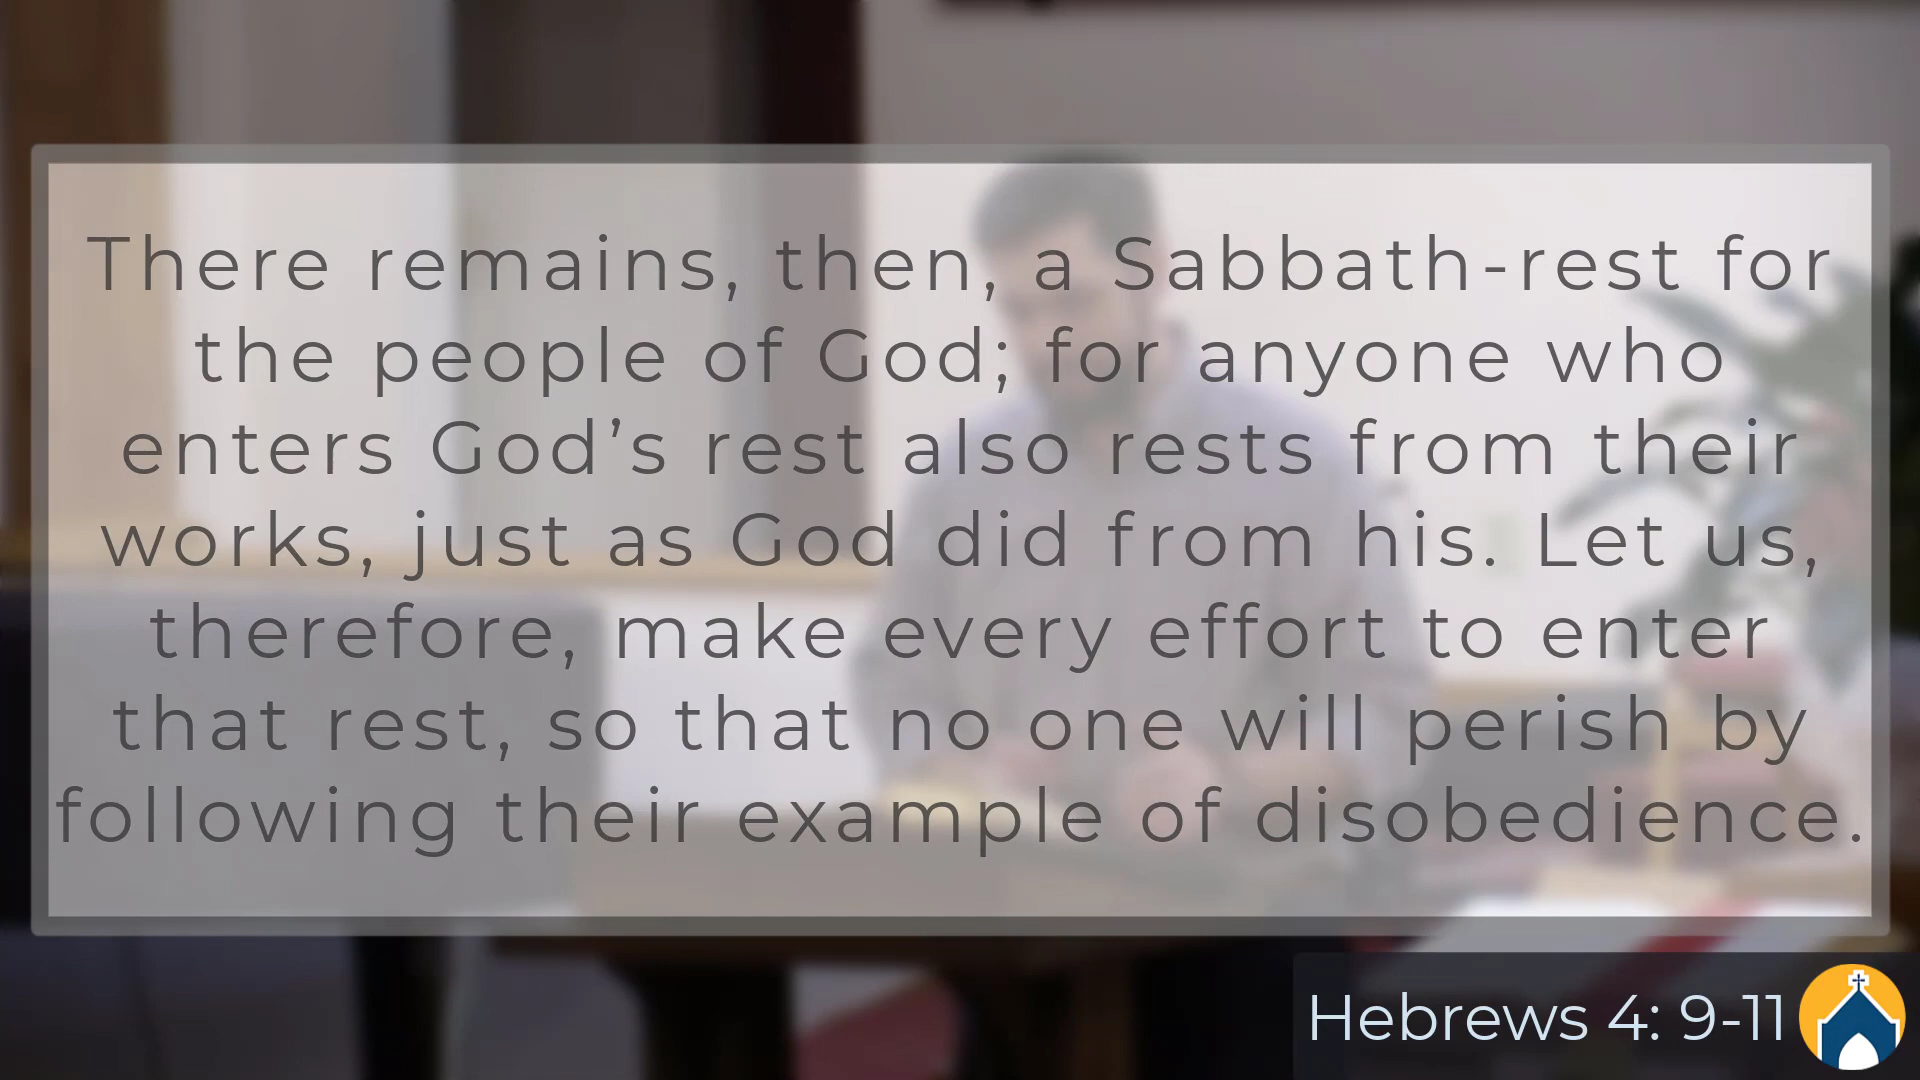 There remains, then, a Sabbath-rest for
the people of God; for anyone who
enters God’s rest also rests from their
works, just as God did from his. Let us,
therefore, make every effort to enter
that rest, so that no one will perish by
following their example of disobedience.
Hebrews 4: 9-11